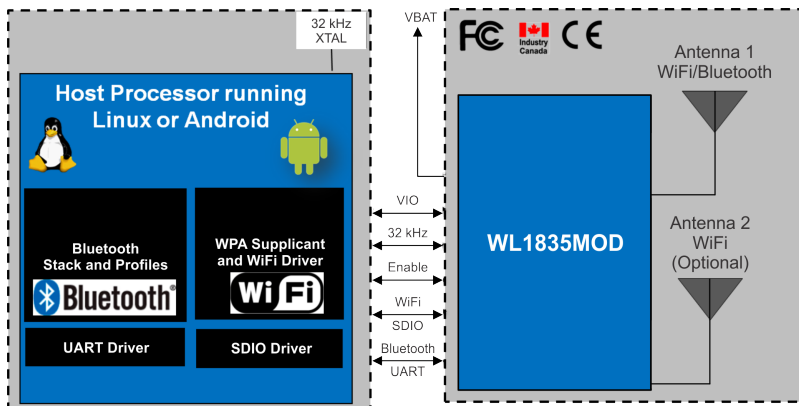 32 kHz
XTAL
Host Processor running
Linux or Android
Bluetooth
Stack and Profiles
Bluetooth®
WPA Supplicant
and WiFi Driver
Wi Fi
UART Driver
SDIO Driver
VBAT
VIO
32 kHz
Enable
WiFi
SDIO
Bluetooth
UART
FC
Industry
Canada
CE
WL1835MOD
Antenna 1
WiFi/Bluetooth
Antenna 2
WiFi
(Optional)